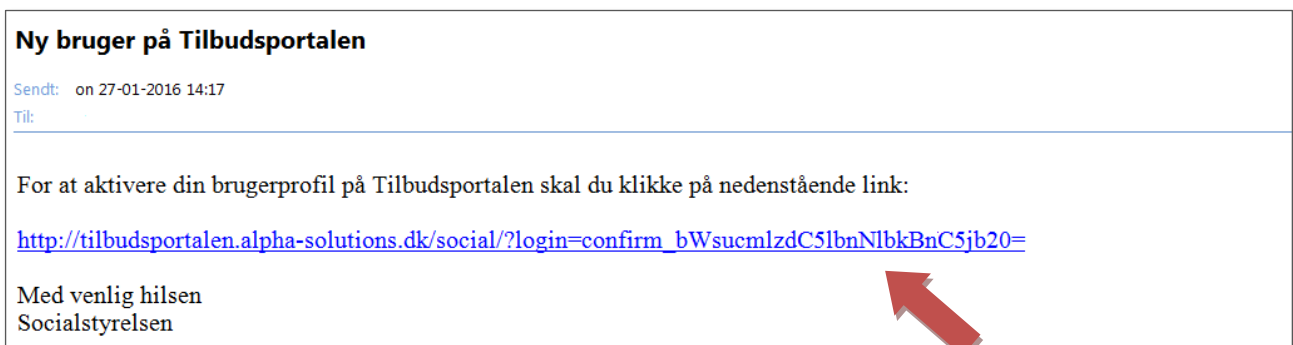 Ny bruger på Tilbudsportalen
Sendt: on 27-01-2016 14:17
Til:
For at aktivere din brugerprofil på Tilbudsportalen skal du klikke på nedenstående link:
http://tilbudsportalen.alpha-solutions.dk/social/?login=confirm_bWsucmlzdC5lbnNlbkBnC5jb20=
Med venlig hilsen
Socialstyrelsen